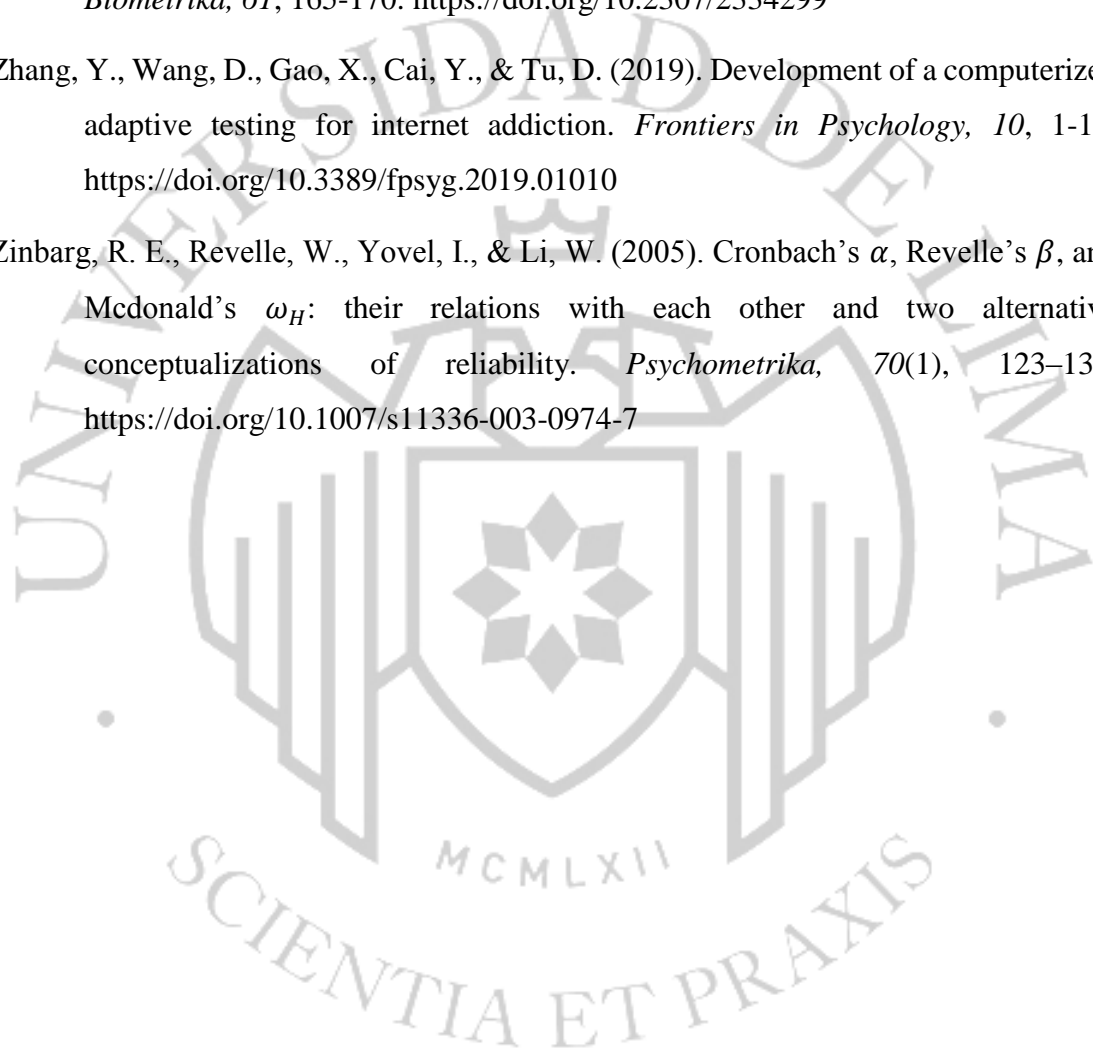 Biometrika, 61, 165-170. https://doi.org/10.2307/2334299
Zhang, Y., Wang, D., Gao, X., Cai, Y., & Tu, D. (2019). Development of a computerize
adaptive testing for internet addiction. Frontiers in Psychology, 10, 1-1
https://doi.org/10.3389/fpsyg.2019.01010
Zinbarg, R. E., Revelle, W., Yovel, I., & Li, W. (2005). Cronbach’s α, Revelle’s β, an
Mcdonald’s ω_H: their relations with each other and two alternativ
conceptualizations of reliability. Psychometrika, 70(1), 123–13
https://doi.org/10.1007/s11336-003-0974-7
UNIVERSIDAD DE LIMA
MCMLXII
SCIENTIA ET PRAXIS